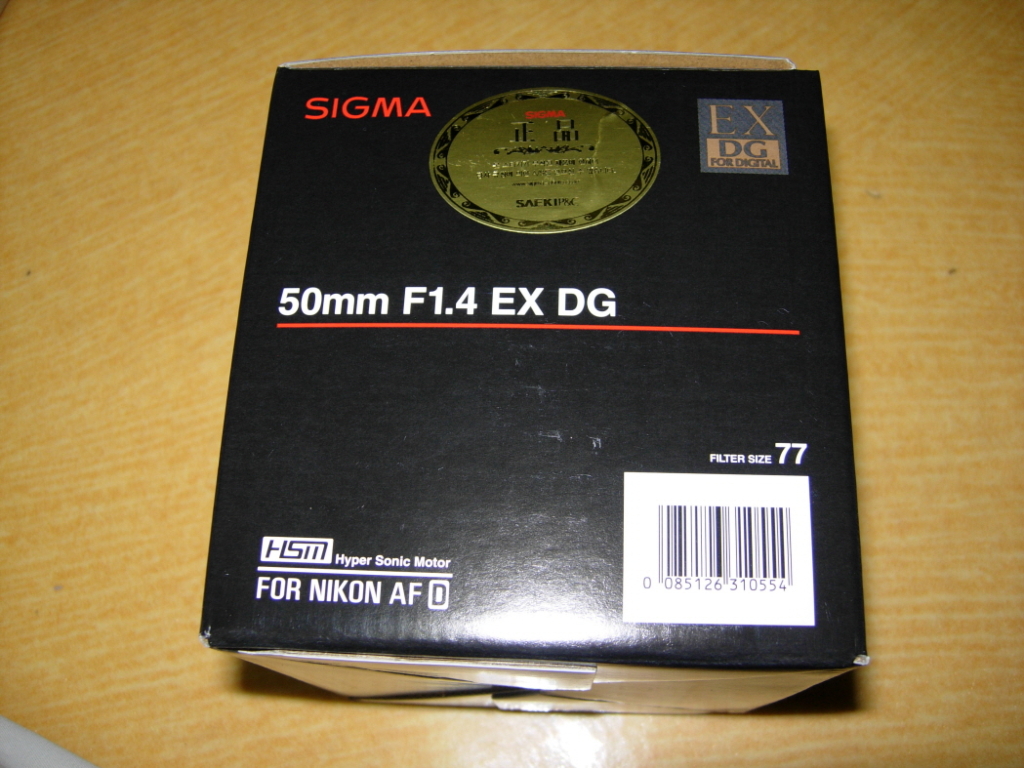 SIGMA
SIGMA
正品
SAEKI P&C
EX
DG
FOR DIGITAL
50mm F1.4 EX DG
FILTER SIZE 77
0 085126 310554
HSM Hyper Sonic Motor
FOR NIKON AF D